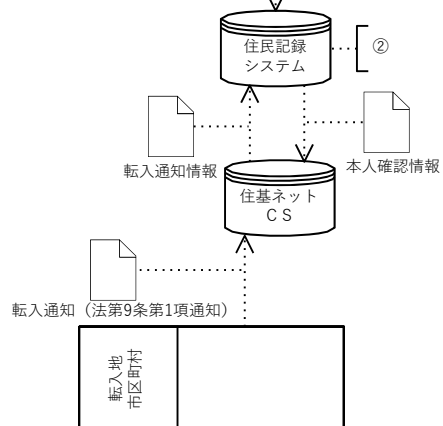 住民記録
システム
②
転入通知情報
本人確認情報
住基ネット
ＣＳ
転入通知（法第9条第1項通知）
転入地
市区町村